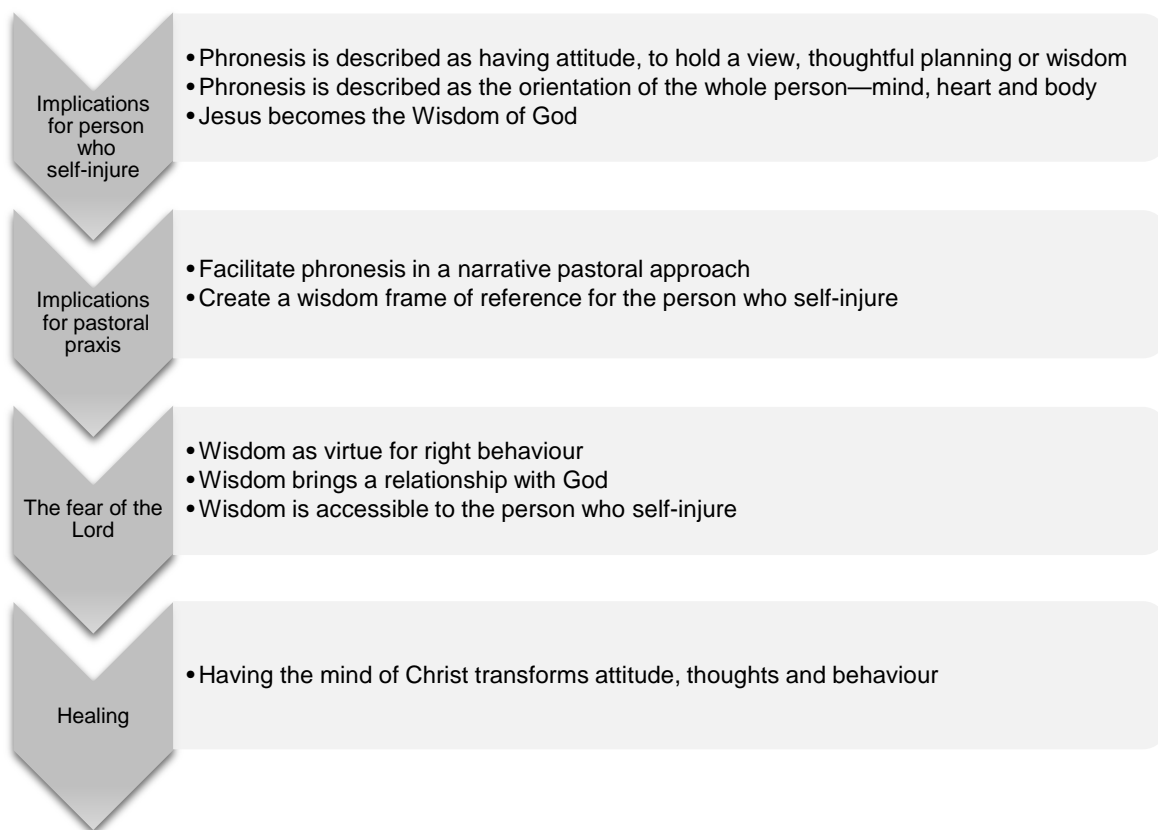 Implications
for person
who
self-injure
•Phronesis is described as having attitude, to hold a view, thoughtful planning or wisdom
•Phronesis is described as the orientation of the whole person—mind, heart and body
•Jesus becomes the Wisdom of God
Implications
for pastoral
praxis
•Facilitate phronesis in a narrative pastoral approach
•Create a wisdom frame of reference for the person who self-injure
The fear of the
Lord
•Wisdom as virtue for right behaviour
•Wisdom brings a relationship with God
•Wisdom is accessible to the person who self-injure
Healing
•Having the mind of Christ transforms attitude, thoughts and behaviour